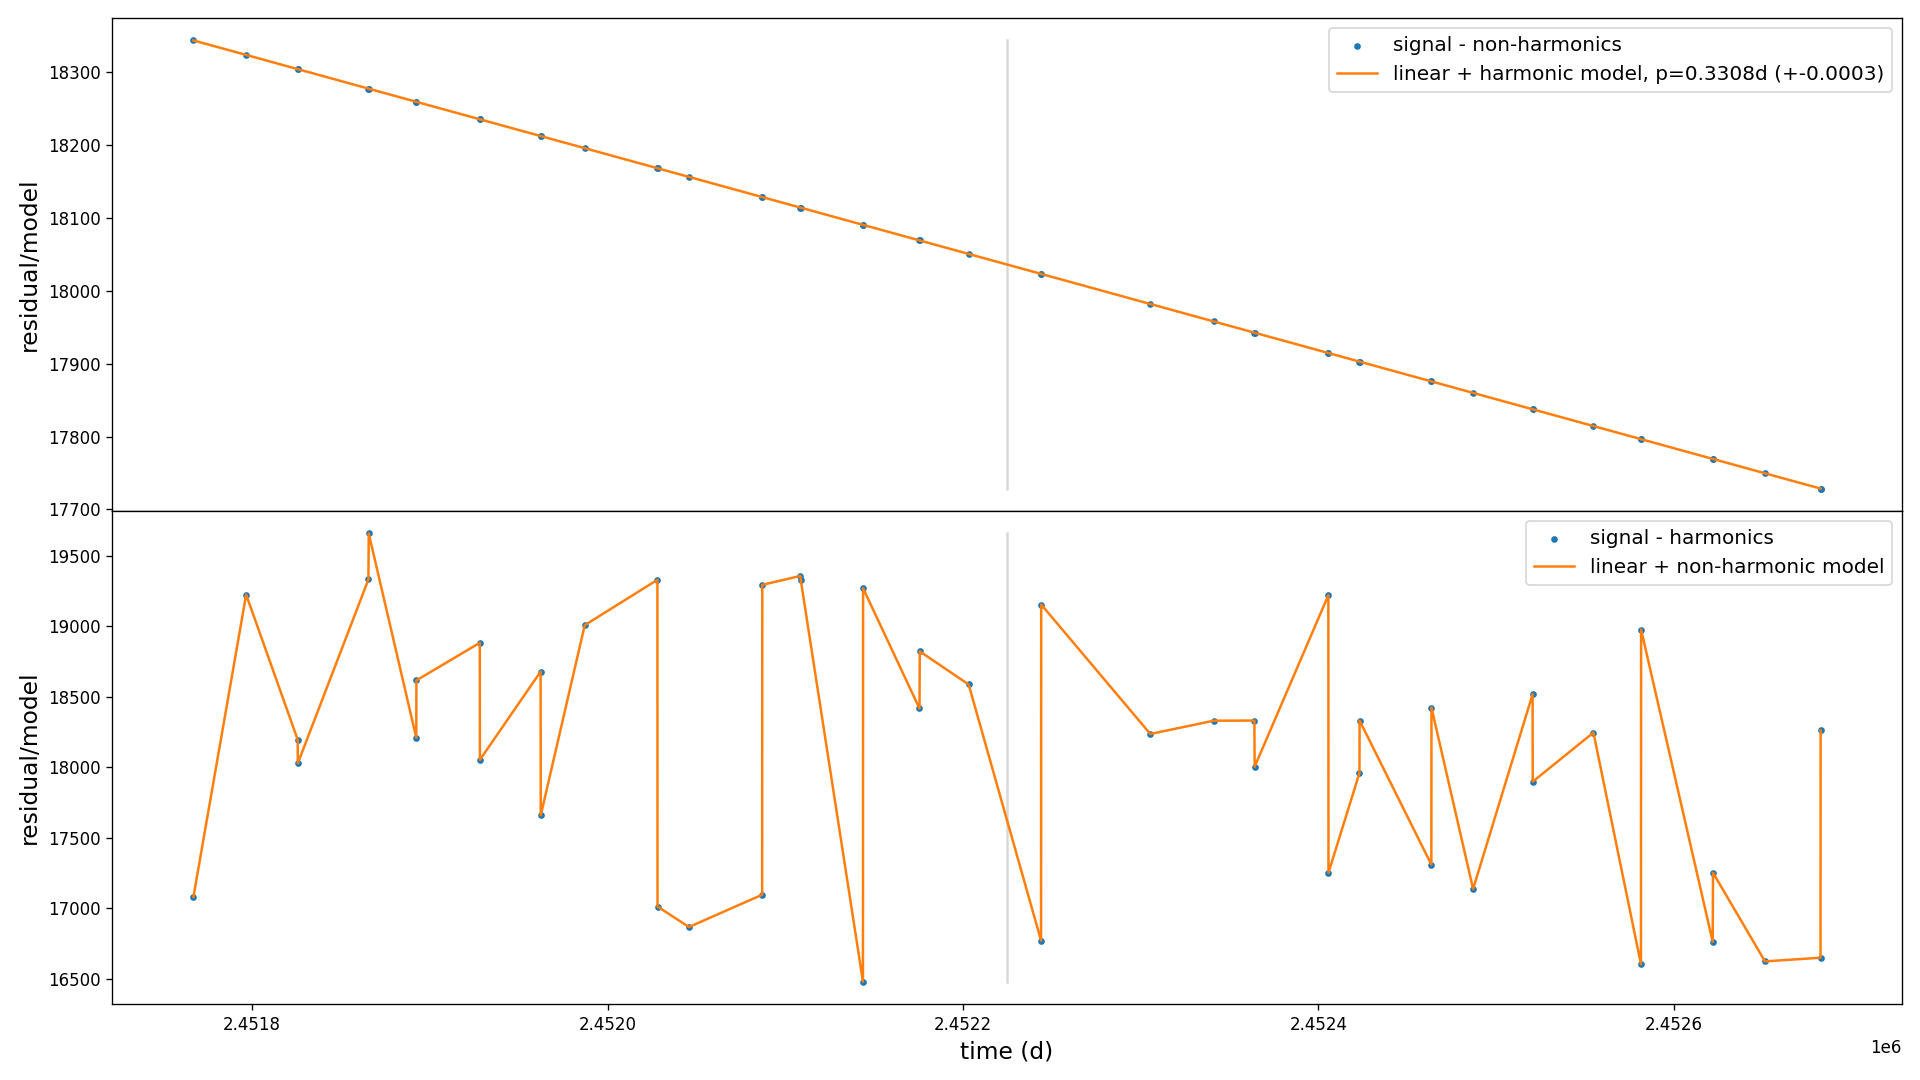 signal - non-harmonics
linear + harmonic model, p=0.3308d (+-0.0003)
18300
18200
18100
18000
17900
17800
17700
residual/model
signal - harmonics
linear + non-harmonic model
19500
19000
18500
18000
17500
17000
16500
residual/model
2.4518 2.4520 2.4522 2.4524 2.4526
1e6
time (d)